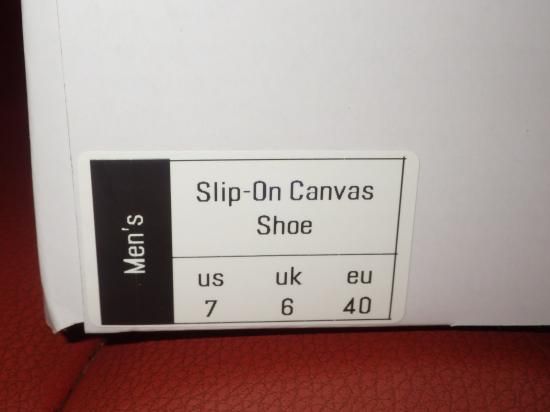 Men's
Slip-On Canvas
Shoe
us uk eu
7 6 40